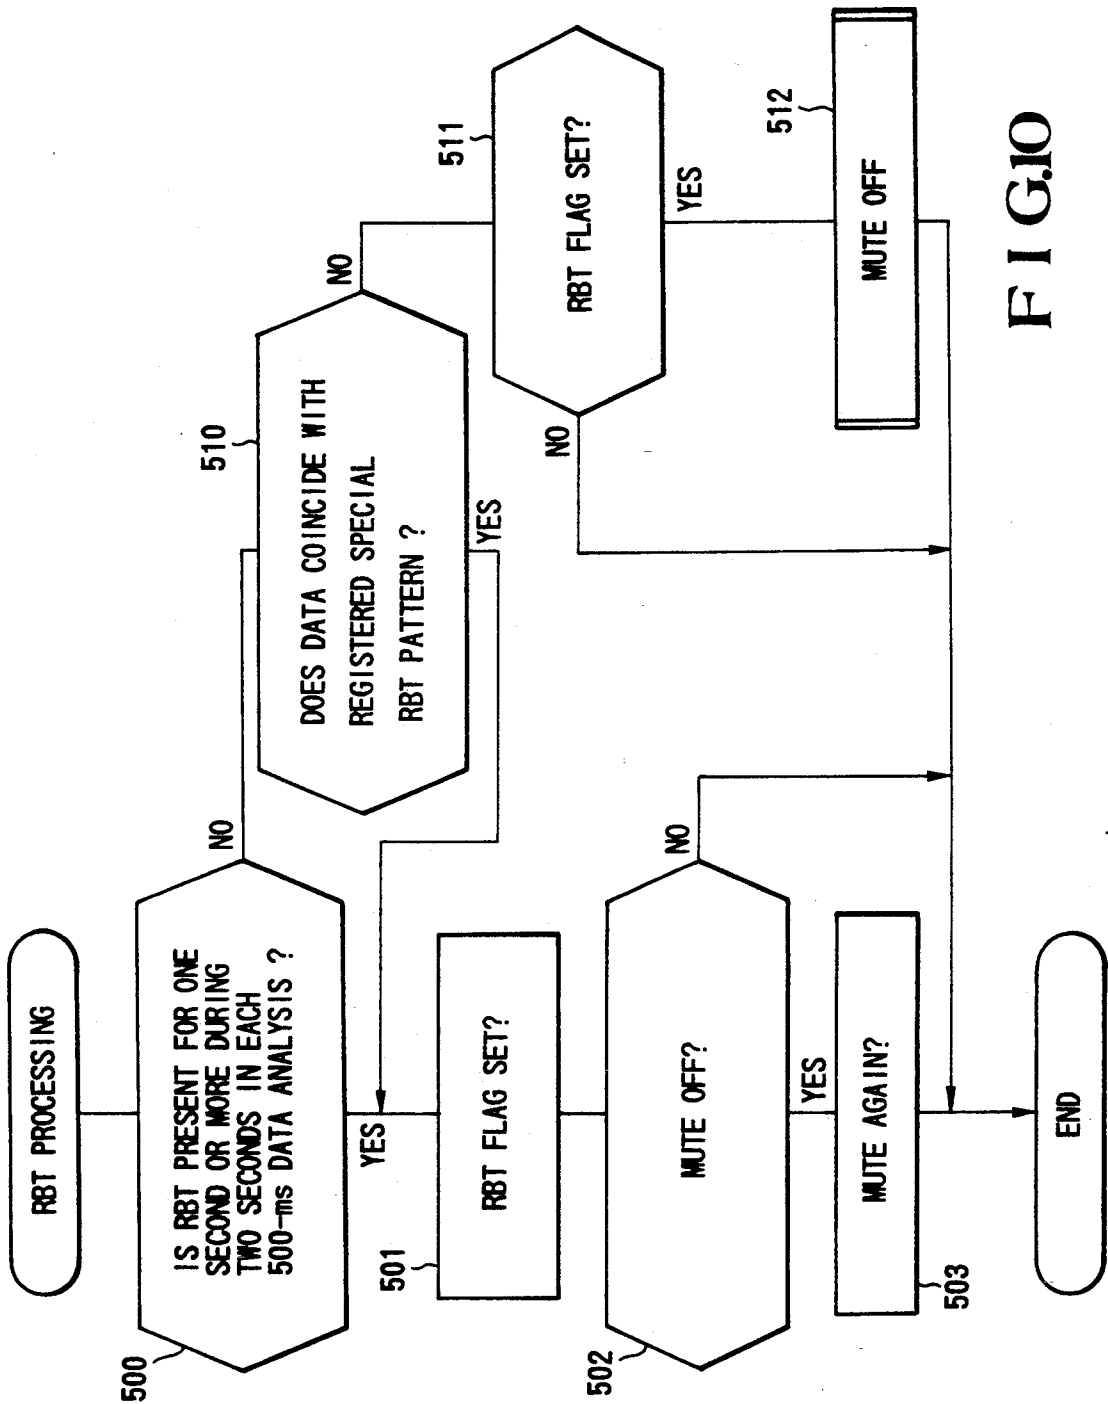 RBT PROCESSING
500
IS RBT PRESENT FOR ONE
SECOND OR MORE DURING
TWO SECONDS IN EACH
500-ms DATA ANALYSIS ?
NO
YES
510
DOES DATA COINCIDE WITH
REGISTERED SPECIAL
RBT PATTERN ?
NO
YES
511
RBT FLAG SET?
NO
YES
512
MUTE OFF
501
RBT FLAG SET?
502
MUTE OFF?
NO
YES
503
MUTE AGAIN?
END
FIG.10